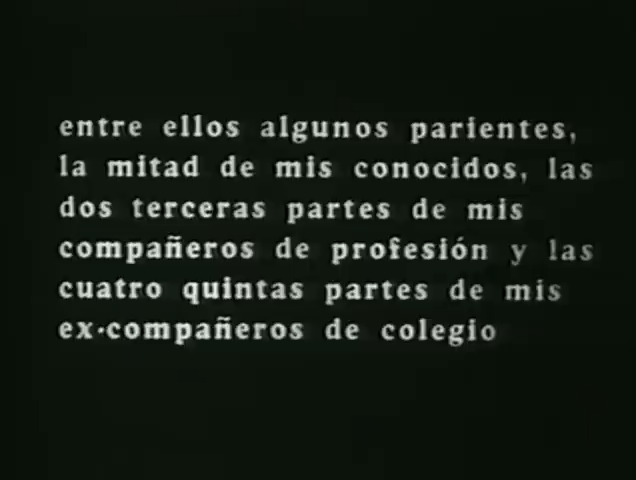 entre ellos algunos parientes,
la mitad de mis conocidos, las
dos terceras partes de mis
compañeros de profesión y las
cuatro quintas partes de mis
ex-compañeros de colegio